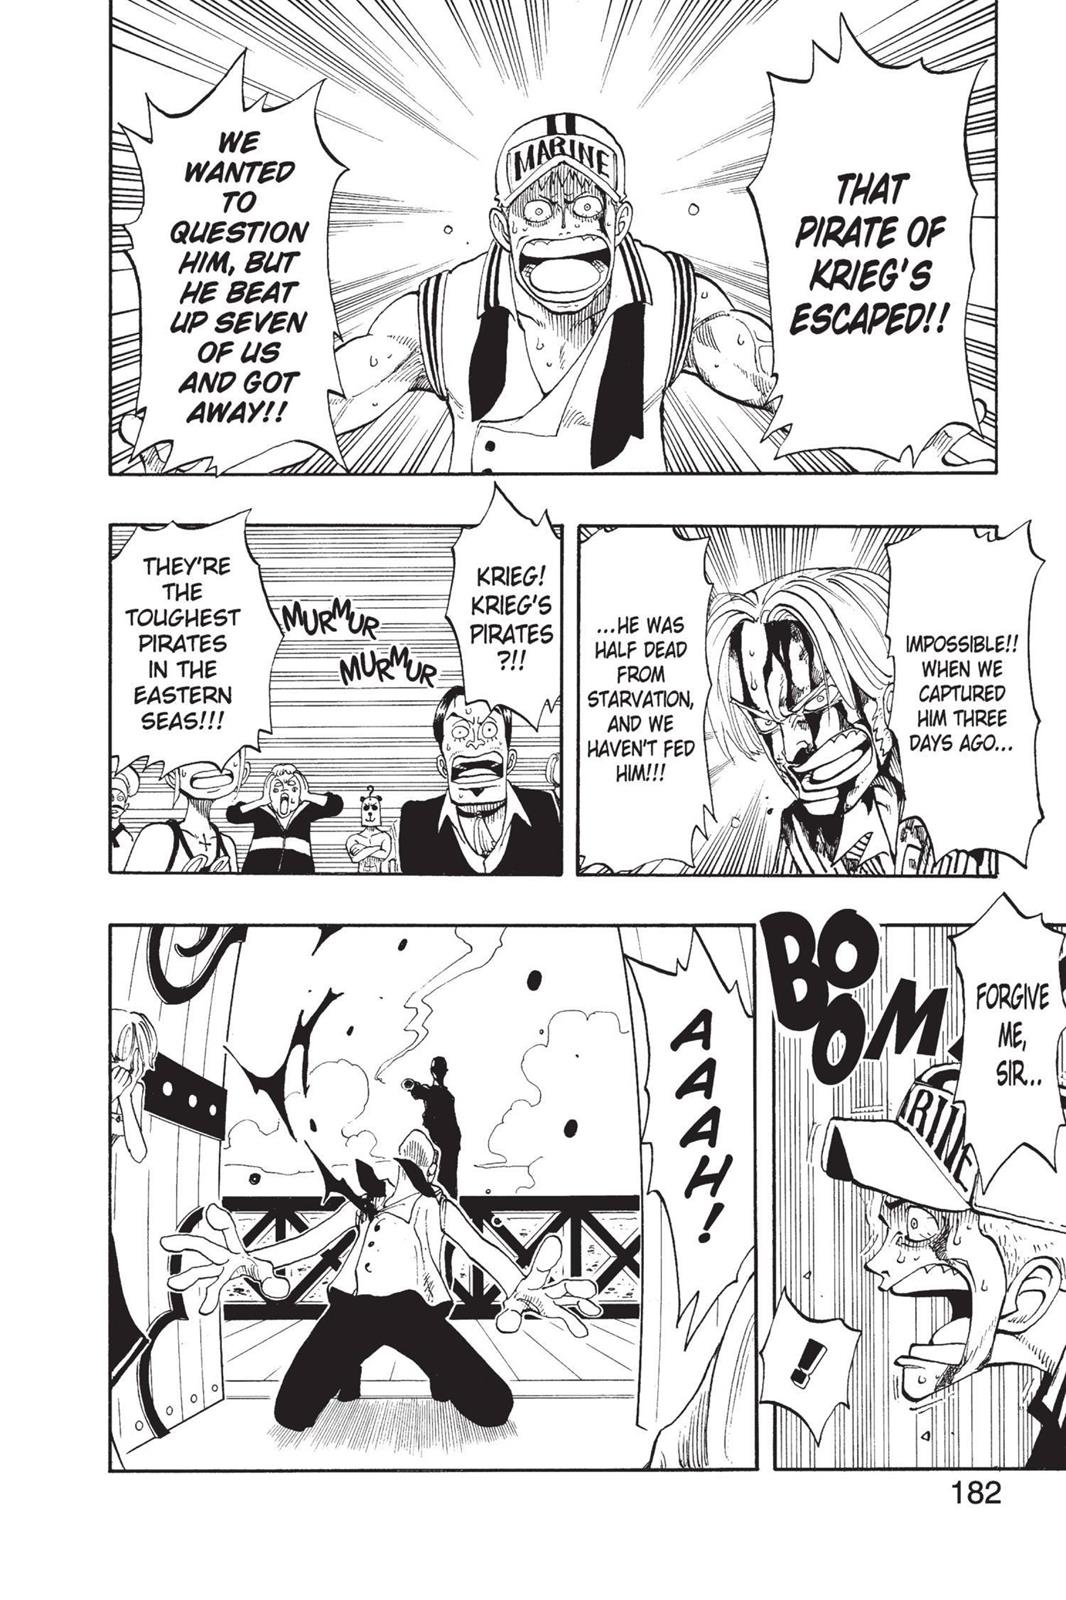 THAT
PIRATE OF
KRIEG'S
ESCAPED!!
MARINE
WE
WANTED
TO
QUESTION
HIM, BUT
HE BEAT
UP SEVEN
OF US
AND GOT
AWAY!!
IMPOSSIBLE!!
WHEN WE
CAPTURED
HIM THREE
DAYS AGO...
...HE WAS
HALF DEAD
FROM
STARVATION,
AND WE
HAVEN'T FED
HIM!!!
KRIEG!
KRIEG'S
PIRATES
?!!
MURMUR
MURMUR
THEY'RE
THE
TOUGHEST
PIRATES
IN THE
EASTERN
SEAS!!!
FORGIVE
ME,
SIR..
BOOM
ARINE
!
AAAH!
182